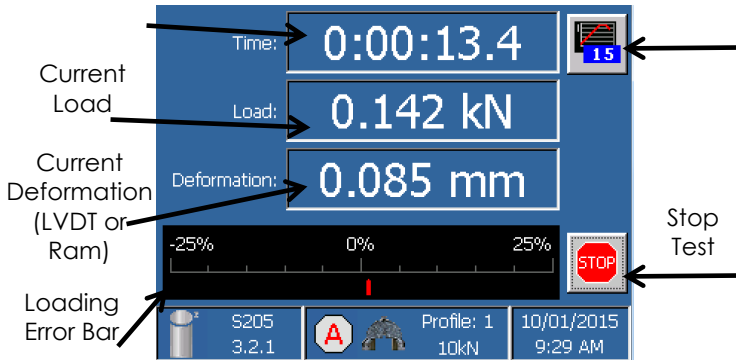 Time: 0:00:13.4
15
Current
Load
Load: 0.142 kN
Current
Deformation
(LVDT or
Ram)
Deformation: 0.085 mm
-25% 0% 25%
STOP
Stop
Test
Loading
Error Bar
z
S205
3.2.1
A
Profile: 1
10kN
10/01/2015
9:29 AM